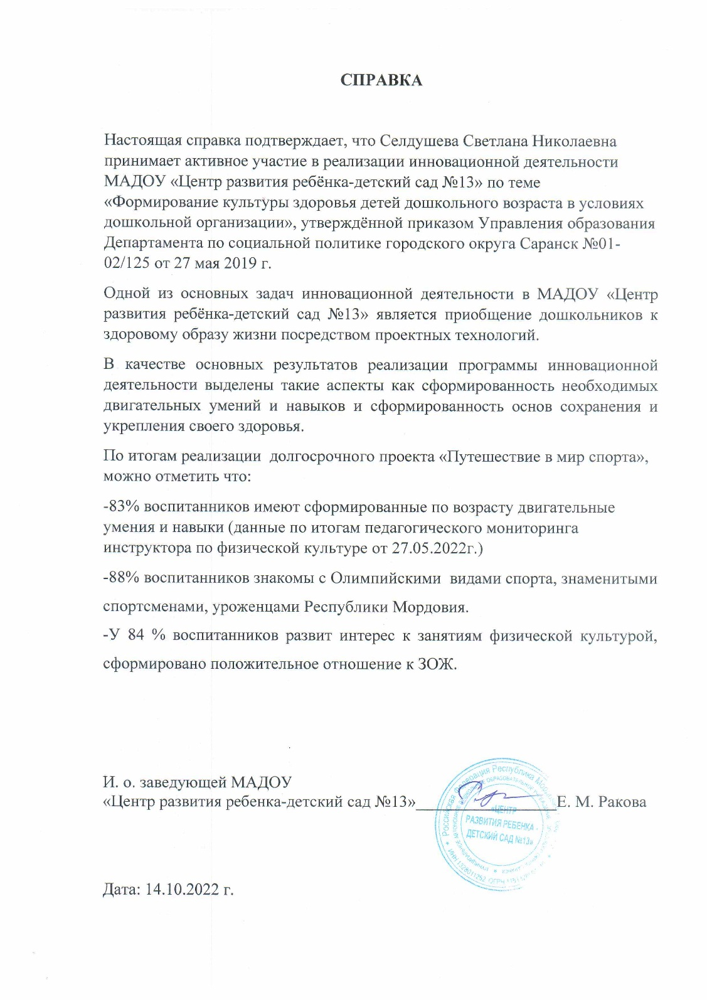 СПРАВКА
Настоящая справка подтверждает, что Селдушева Светлана Николаевна
принимает активное участие в реализации инновационной деятельности
МАДОУ «Центр развития ребёнка-детский сад №13» по теме
«Формирование культуры здоровья детей дошкольного возраста в условиях
дошкольной организации», утверждённой приказом Управления образования
Департамента по социальной политике городского округа Саранск №01-
02/125 от 27 мая 2019 г.
Одной из основных задач инновационной деятельности в МАДОУ «Центр
развития ребёнка-детский сад №13» является приобщение дошкольников к
здоровому образу жизни посредством проектных технологий.
В качестве основных результатов реализации программы инновационной
деятельности выделены такие аспекты как сформированность необходимых
двигательных умений и навыков и сформированность основ сохранения и
укрепления своего здоровья.
По итогам реализации долгосрочного проекта «Путешествие в мир спорта»,
можно отметить что:
-83% воспитанников имеют сформированные по возрасту двигательные
умения и навыки (данные по итогам педагогического мониторинга
инструктора по физической культуре от 27.05.2022г.)
-88% воспитанников знакомы с Олимпийскими видами спорта, знаменитыми
спортсменами, уроженцами Республики Мордовия.
-У 84 % воспитанников развит интерес к занятиям физической культурой,
сформировано положительное отношение к ЗОЖ.
И. о. заведующей МАДОУ
«Центр развития ребенка-детский сад №13»_________________Е. М. Ракова
Российская Федерация Республика
ИНН 1328011252 ОГРН
«ЦЕНТР
РАЗВИТИЯ РЕБЕНКА -
ДЕТСКИЙ САД №13»
Дата: 14.10.2022 г.